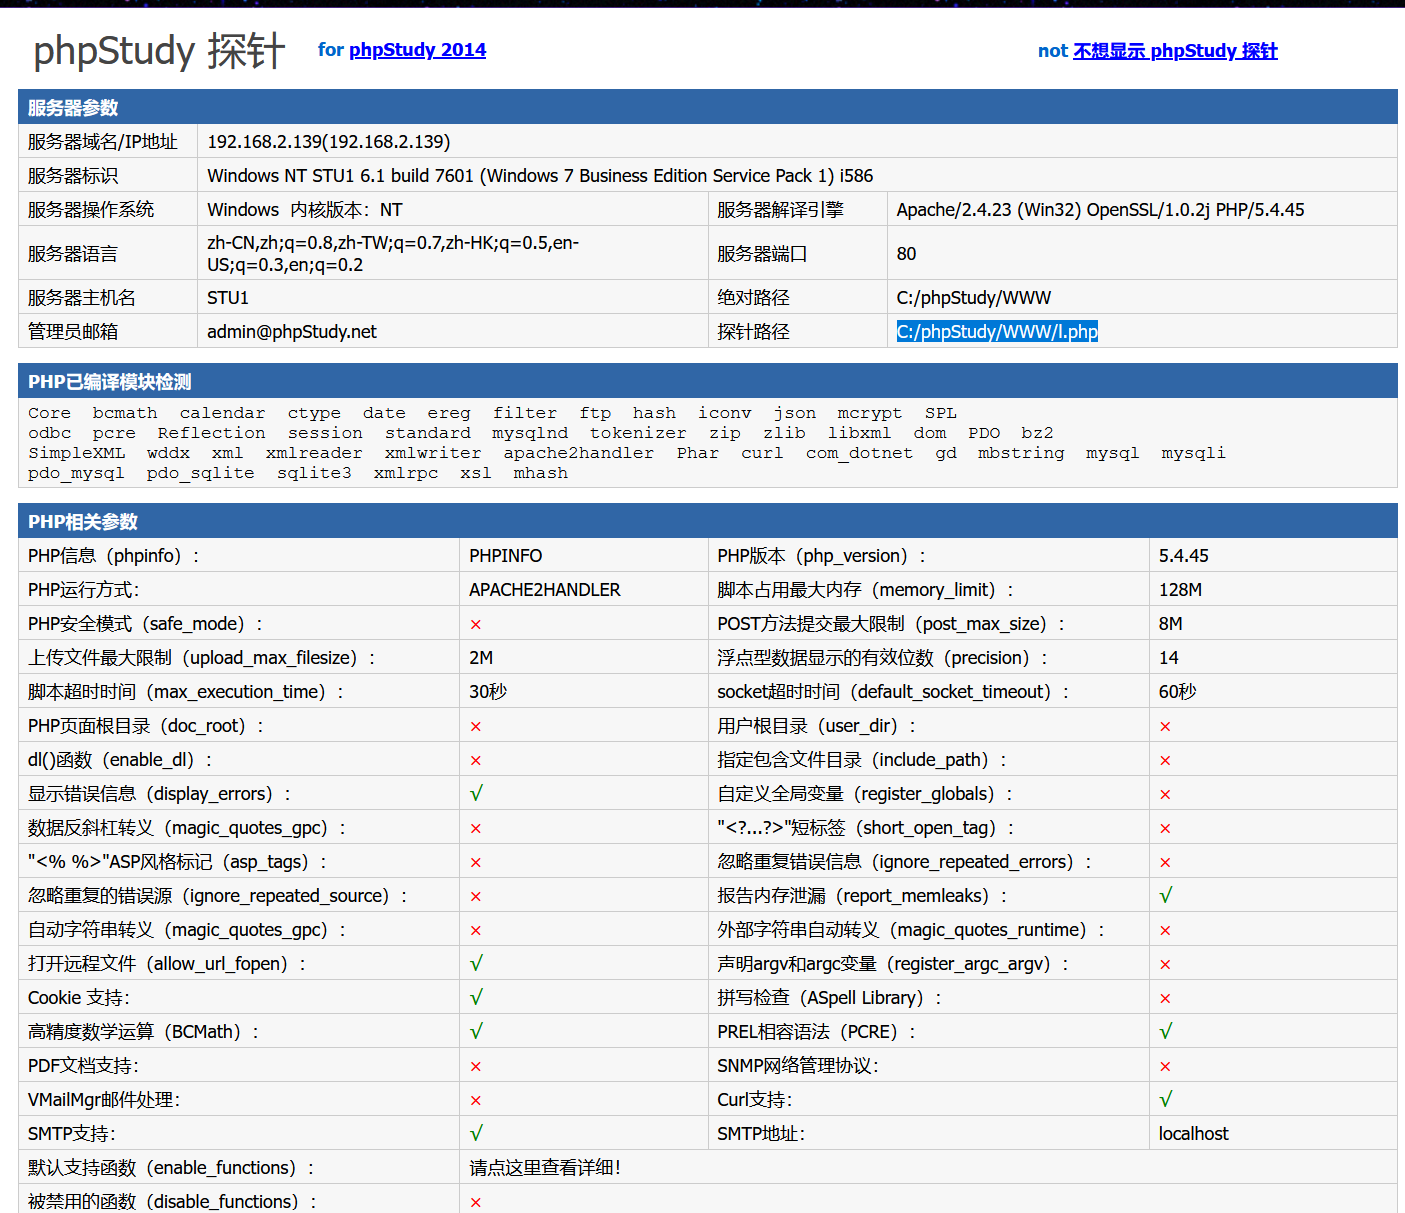 phpStudy 探针 for phpStudy 2014 not 不想显示 phpStudy 探针
服务器参数
服务器域名/IP地址 192.168.2.139(192.168.2.139)
服务器标识 Windows NT STU1 6.1 build 7601 (Windows 7 Business Edition Service Pack 1) i586
服务器操作系统 Windows 内核版本：NT 服务器解译引擎 Apache/2.4.23 (Win32) OpenSSL/1.0.2j PHP/5.4.45
服务器语言 zh-CN,zh;q=0.8,zh-TW;q=0.7,zh-HK;q=0.5,en-
US;q=0.3,en;q=0.2 服务器端口 80
服务器主机名 STU1 绝对路径 C:/phpStudy/WWW
管理员邮箱 admin@phpStudy.net 探针路径 C:/phpStudy/WWW/l.php
PHP已编译模块检测
Core bcmath calendar ctype date ereg filter ftp hash iconv json mcrypt SPL
odbc pcre Reflection session standard mysqlnd tokenizer zip zlib libxml dom PDO bz2
SimpleXML wddx xml xmlreader xmlwriter apache2handler Phar curl com_dotnet gd mbstring mysql mysqli
pdo_mysql pdo_sqlite sqlite3 xmlrpc xsl mhash
PHP相关参数
PHP信息（phpinfo）： PHPINFO PHP版本（php_version）： 5.4.45
PHP运行方式： APACHE2HANDLER 脚本占用最大内存（memory_limit）： 128M
PHP安全模式（safe_mode）： × POST方法提交最大限制（post_max_size）： 8M
上传文件最大限制（upload_max_filesize）： 2M 浮点型数据显示的有效位数（precision）： 14
脚本超时时间（max_execution_time）： 30秒 socket超时时间（default_socket_timeout）： 60秒
PHP页面根目录（doc_root）： × 用户根目录（user_dir）： ×
dl()函数（enable_dl）： × 指定包含文件目录（include_path）： ×
显示错误信息（display_errors）： √ 自定义全局变量（register_globals）： ×
数据反斜杠转义（magic_quotes_gpc）： × "<?...?>"短标签（short_open_tag）： ×
"<% %>"ASP风格标记（asp_tags）： × 忽略重复错误信息（ignore_repeated_errors）： ×
忽略重复的错误源（ignore_repeated_source）： × 报告内存泄漏（report_memleaks）： √
自动字符串转义（magic_quotes_gpc）： × 外部字符串自动转义（magic_quotes_runtime）： ×
打开远程文件（allow_url_fopen）： √ 声明argv和argc变量（register_argc_argv）： ×
Cookie 支持： √ 拼写检查（ASpell Library）： ×
高精度数学运算（BCMath）： √ PREL相容语法（PCRE）： √
PDF文档支持： × SNMP网络管理协议： ×
VMailMgr邮件处理： × Curl支持： √
SMTP支持： √ SMTP地址： localhost
默认支持函数（enable_functions）： 请点这里查看详细！
被禁用的函数（disable_functions）： ×